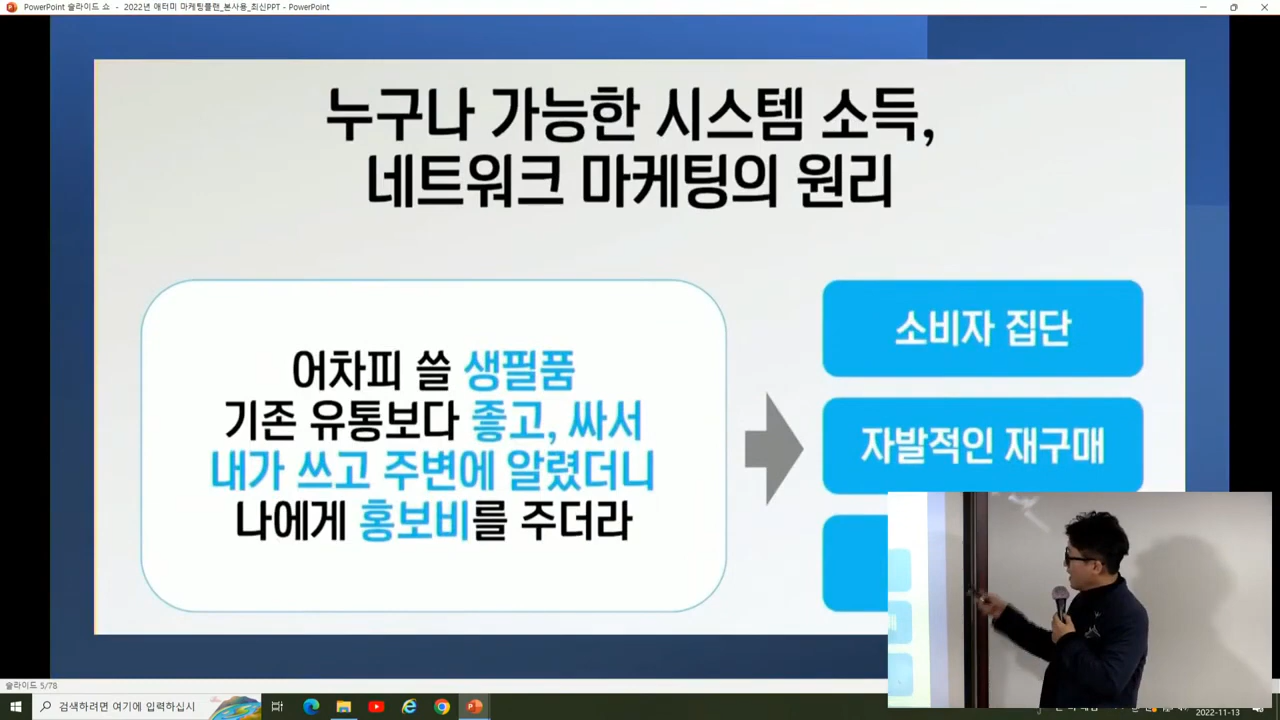 PowerPoint 슬라이드 쇼 - 2022년 애터미 마케팅플랜_본사용_최신PPT - PowerPoint
누구나 가능한 시스템 소득,
네트워크 마케팅의 원리
어차피 쓸 생필품
기존 유통보다 좋고, 싸서
내가 쓰고 주변에 알렸더니
나에게 홍보비를 주더라
소비자 집단
자발적인 재구매
슬라이드 5/78
검색하려면 여기에 입력하십시
2022-11-13